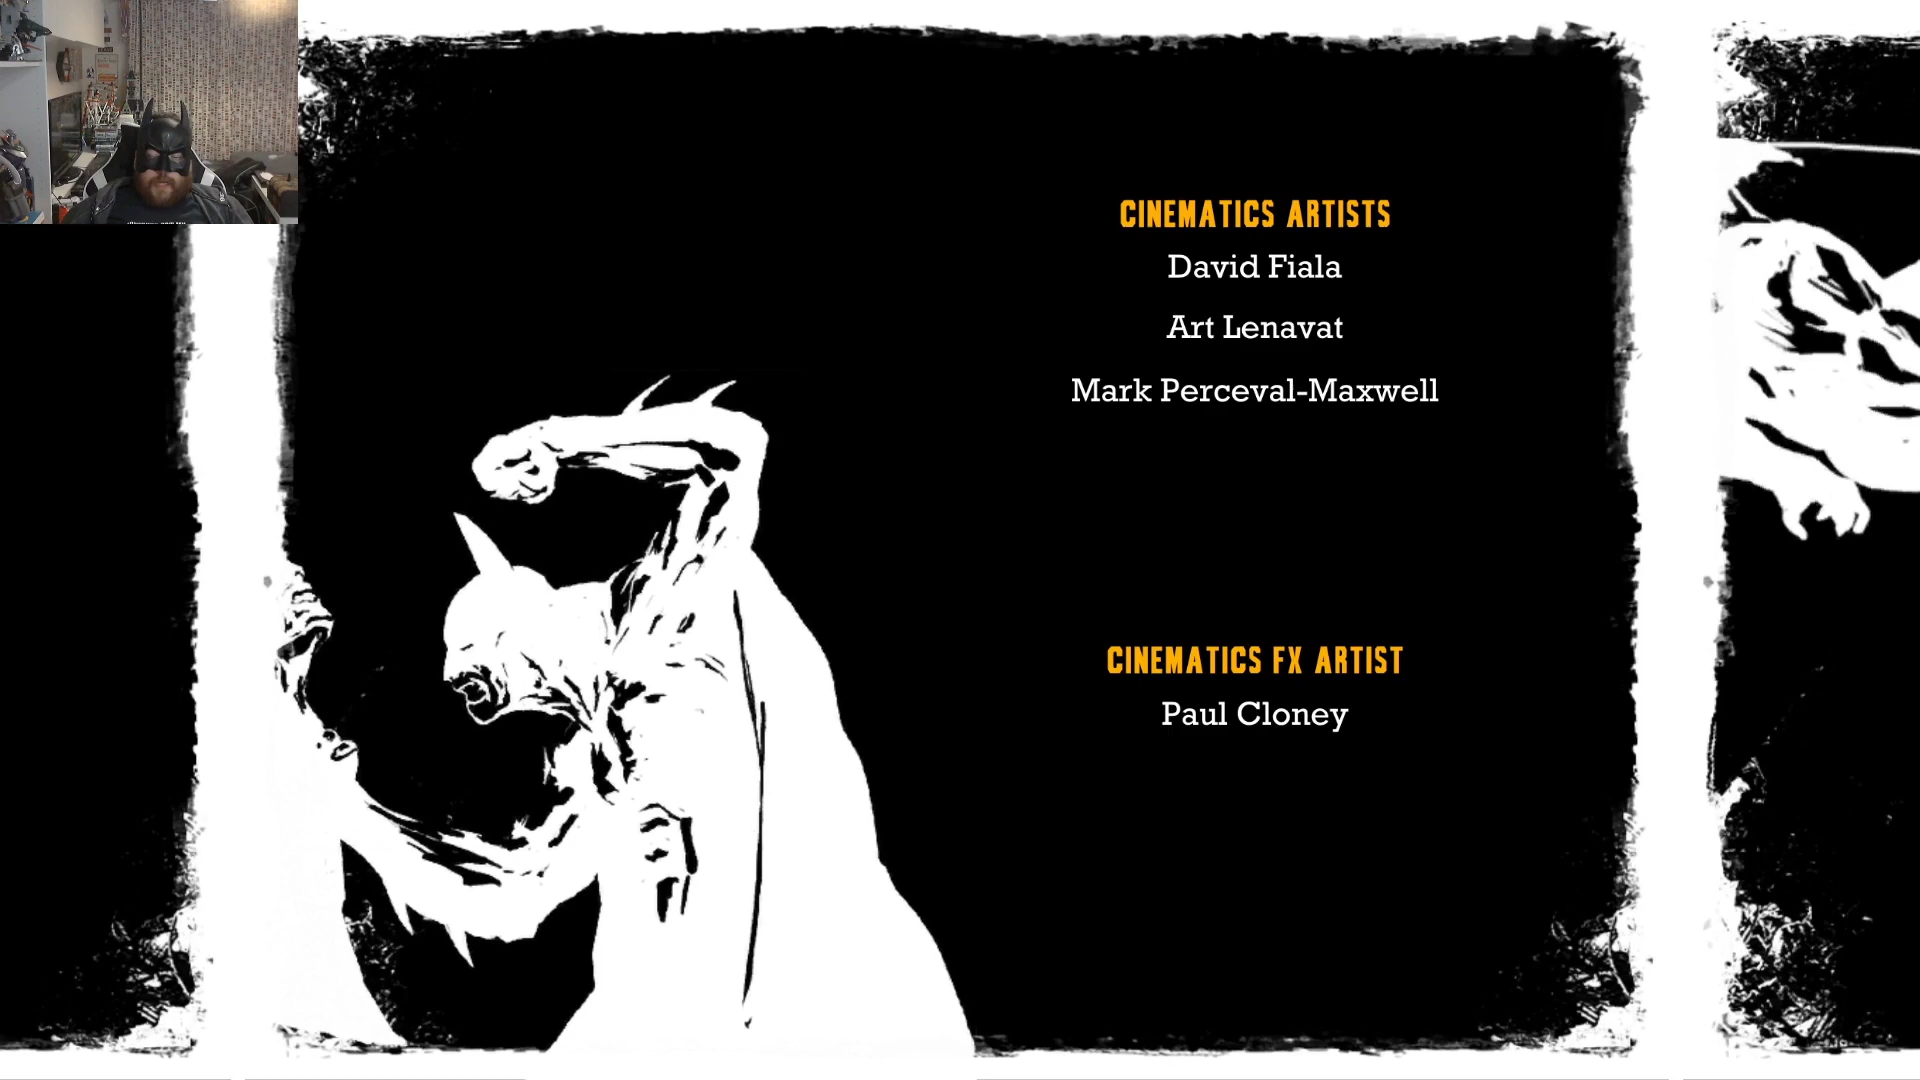 CINEMATICS ARTISTS
David Fiala
Art Lenavat
Mark Perceval-Maxwell
CINEMATICS FX ARTIST
Paul Cloney